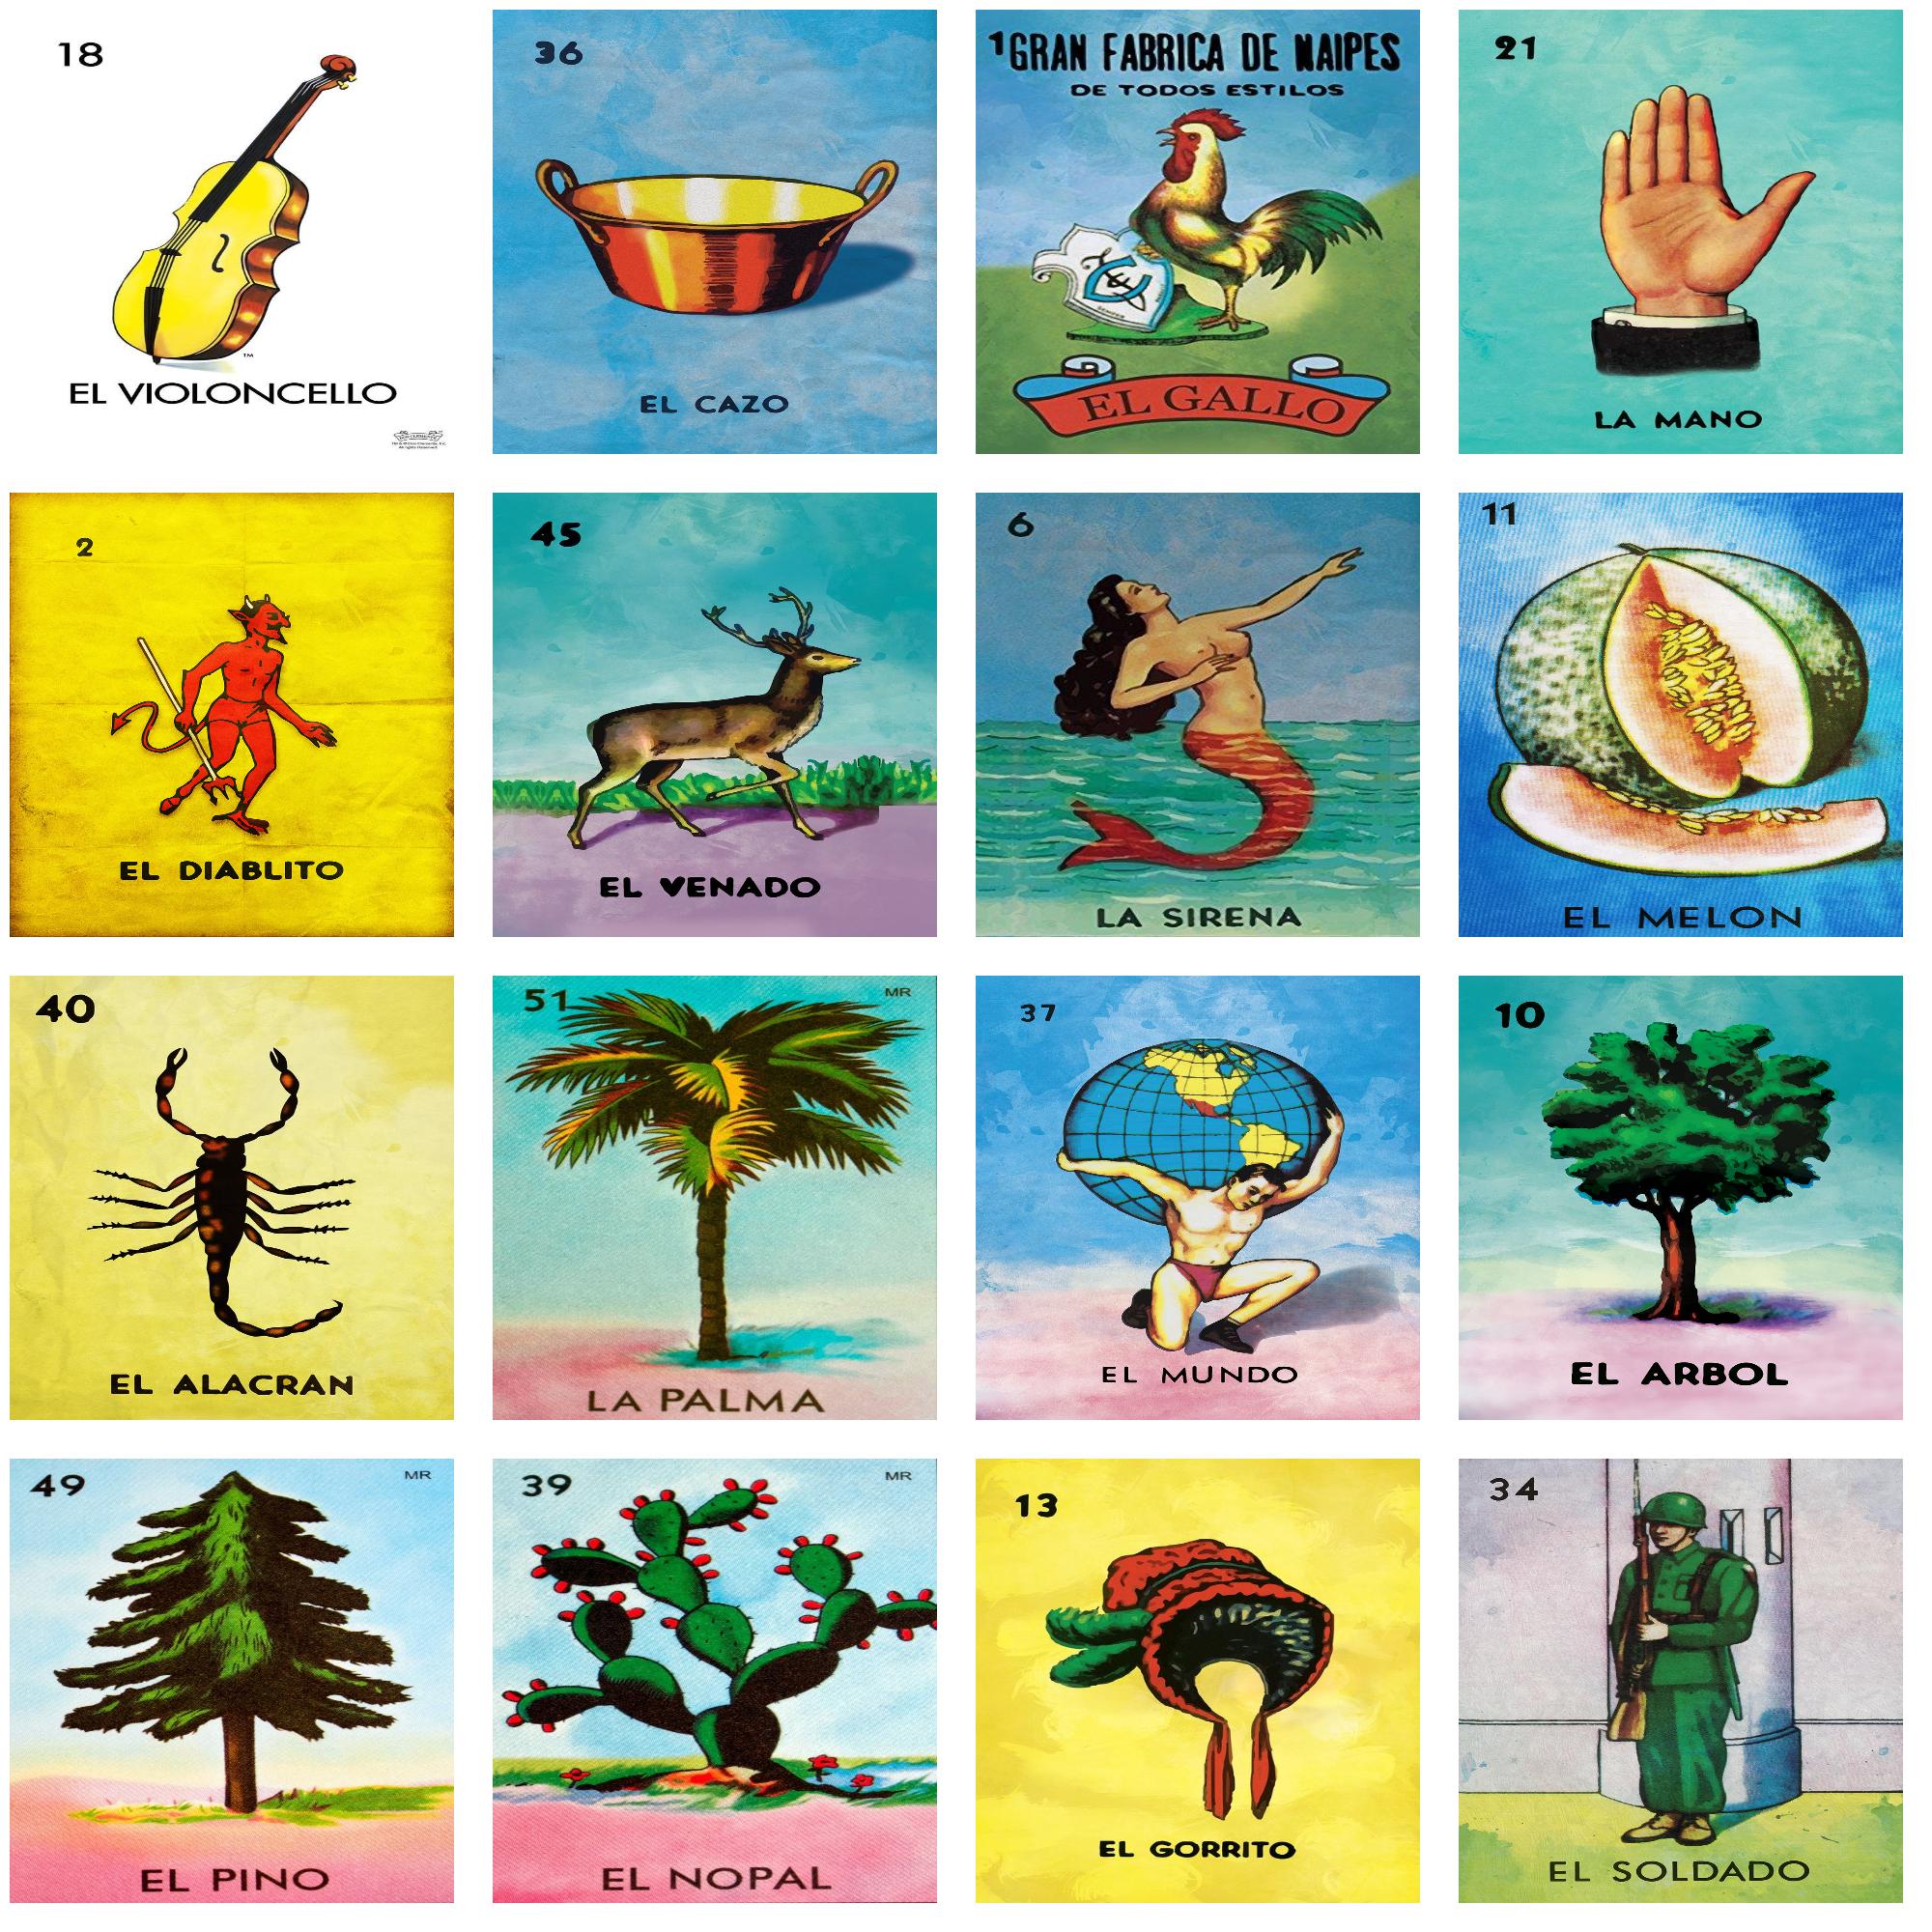 18
EL VIOLONCELLO
36
EL CAZO
1 GRAN FABRICA DE NAIPES
DE TODOS ESTILOS
EL GALLO
21
LA MANO
2
EL DIABLITO
45
EL VENADO
6
LA SIRENA
11
EL MELON
40
EL ALACRAN
51
MR
LA PALMA
37
EL MUNDO
10
EL ARBOL
49
MR
EL PINO
39
MR
EL NOPAL
13
EL GORRITO
34
EL SOLDADO